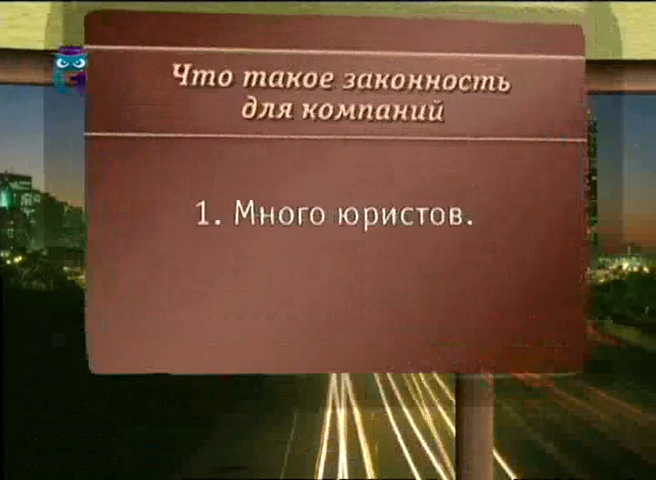 Что такое законность
для компаний
1. Много юристов.